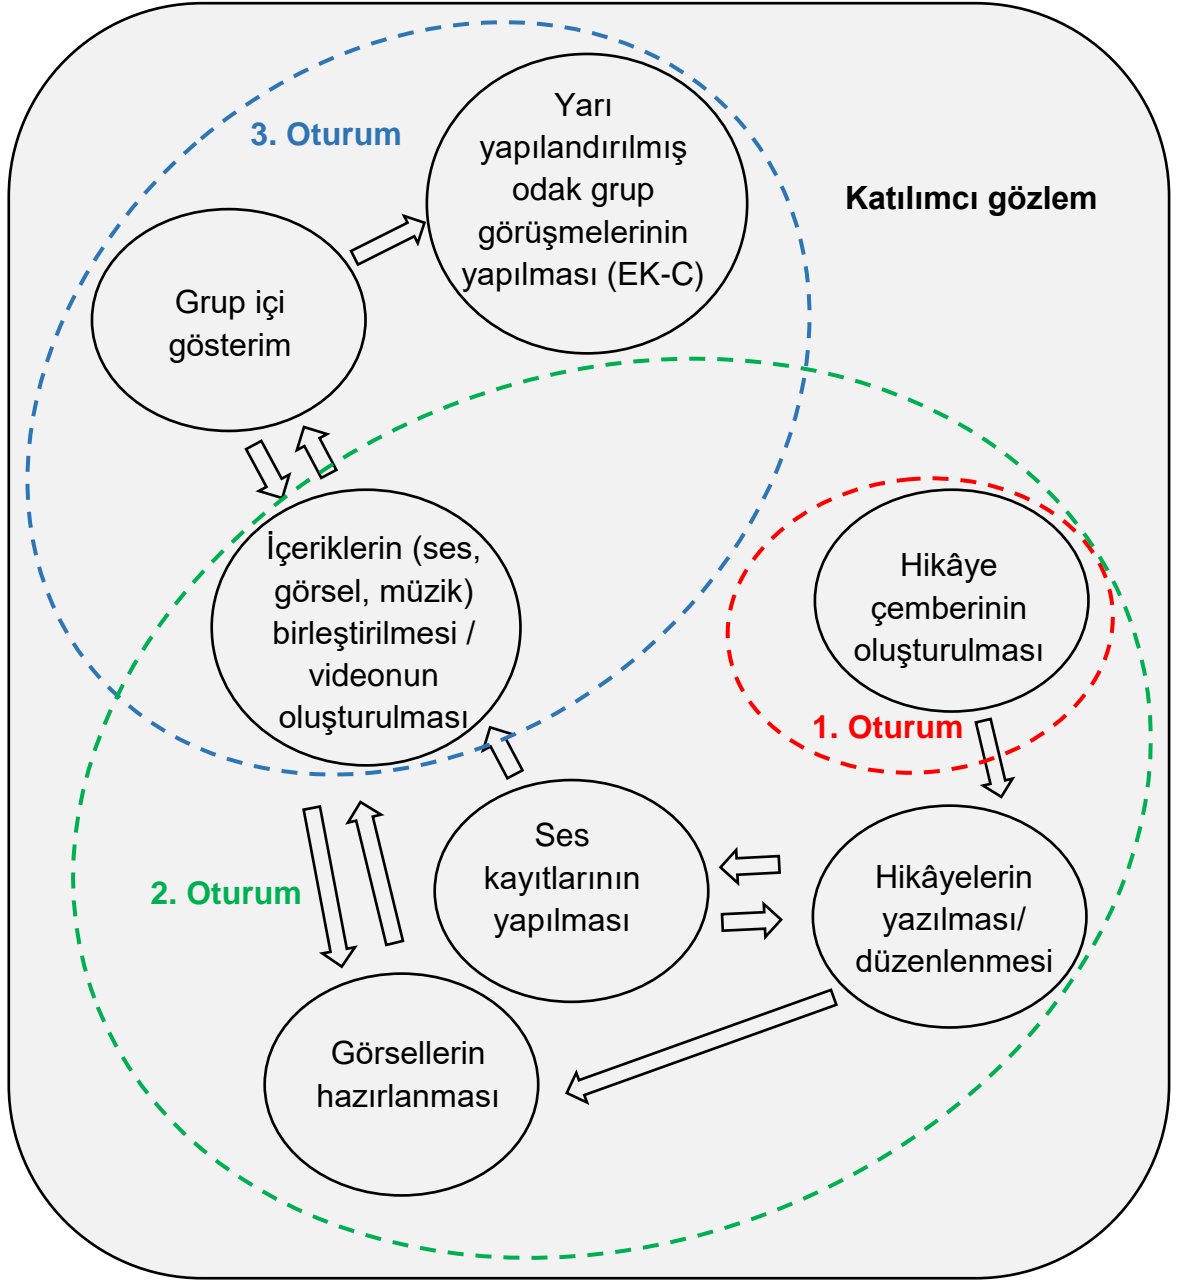 Yarı
yapılandırılmış
odak grup
görüşmelerinin
yapılması (EK-C)
3. Oturum
Katılımcı gözlem
Grup içi
gösterim
İçeriklerin (ses,
görsel, müzik)
birleştirilmesi /
videonun
oluşturulması
Hikâye
çemberinin
oluşturulması
1. Oturum
Ses
kayıtlarının
yapılması
2. Oturum
Hikâyelerin
yazılması/
düzenlenmesi
Görsellerin
hazırlanması